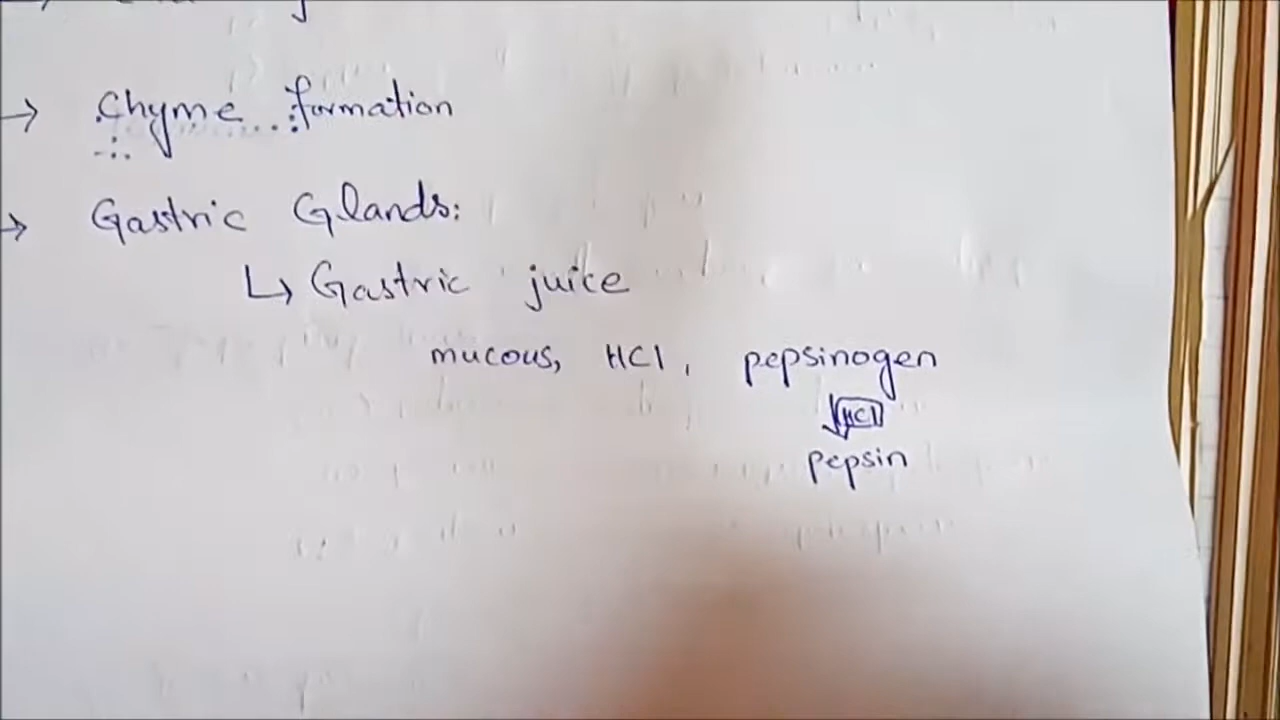 → Chyme formation
→ Gastric Glands:
↳ Gastric juice
mucous, HCl, pepsinogen
↓ HCl
pepsin